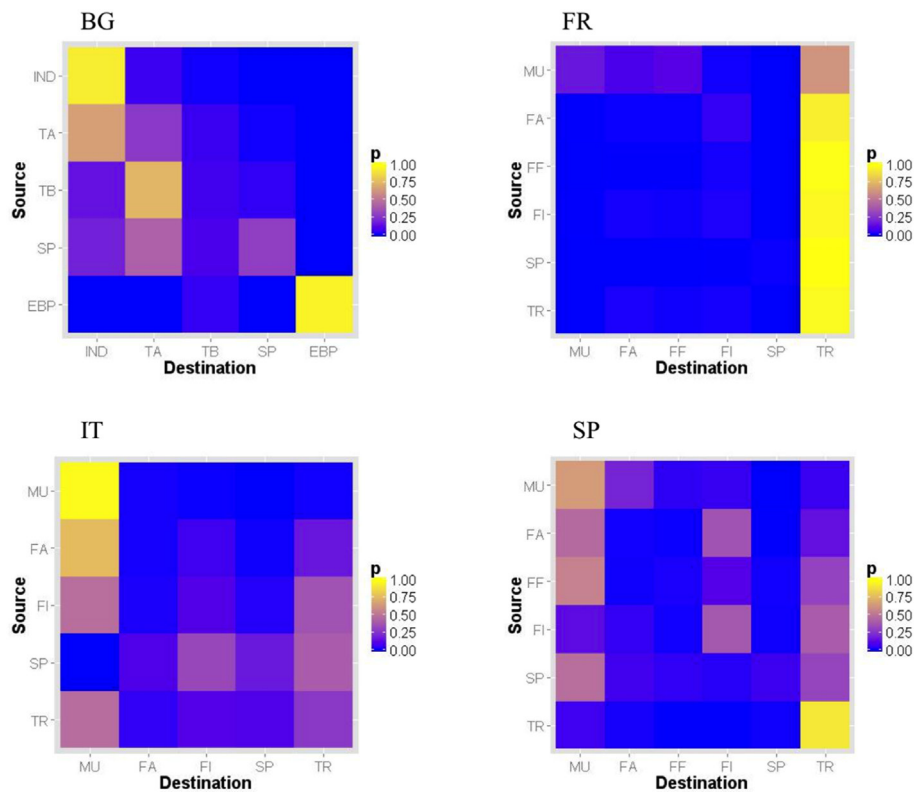 BG
IND
TA
TB
SP
EBP
Source
IND TA TB SP EBP
Destination
p
1.00
0.75
0.50
0.25
0.00
FR
MU
FA
FF
FI
SP
TR
Source
MU FA FF FI SP TR
Destination
p
1.00
0.75
0.50
0.25
0.00
IT
MU
FA
FI
SP
TR
Source
MU FA FI SP TR
Destination
p
1.00
0.75
0.50
0.25
0.00
SP
MU
FA
FF
FI
SP
TR
Source
MU FA FF FI SP TR
Destination
p
1.00
0.75
0.50
0.25
0.00